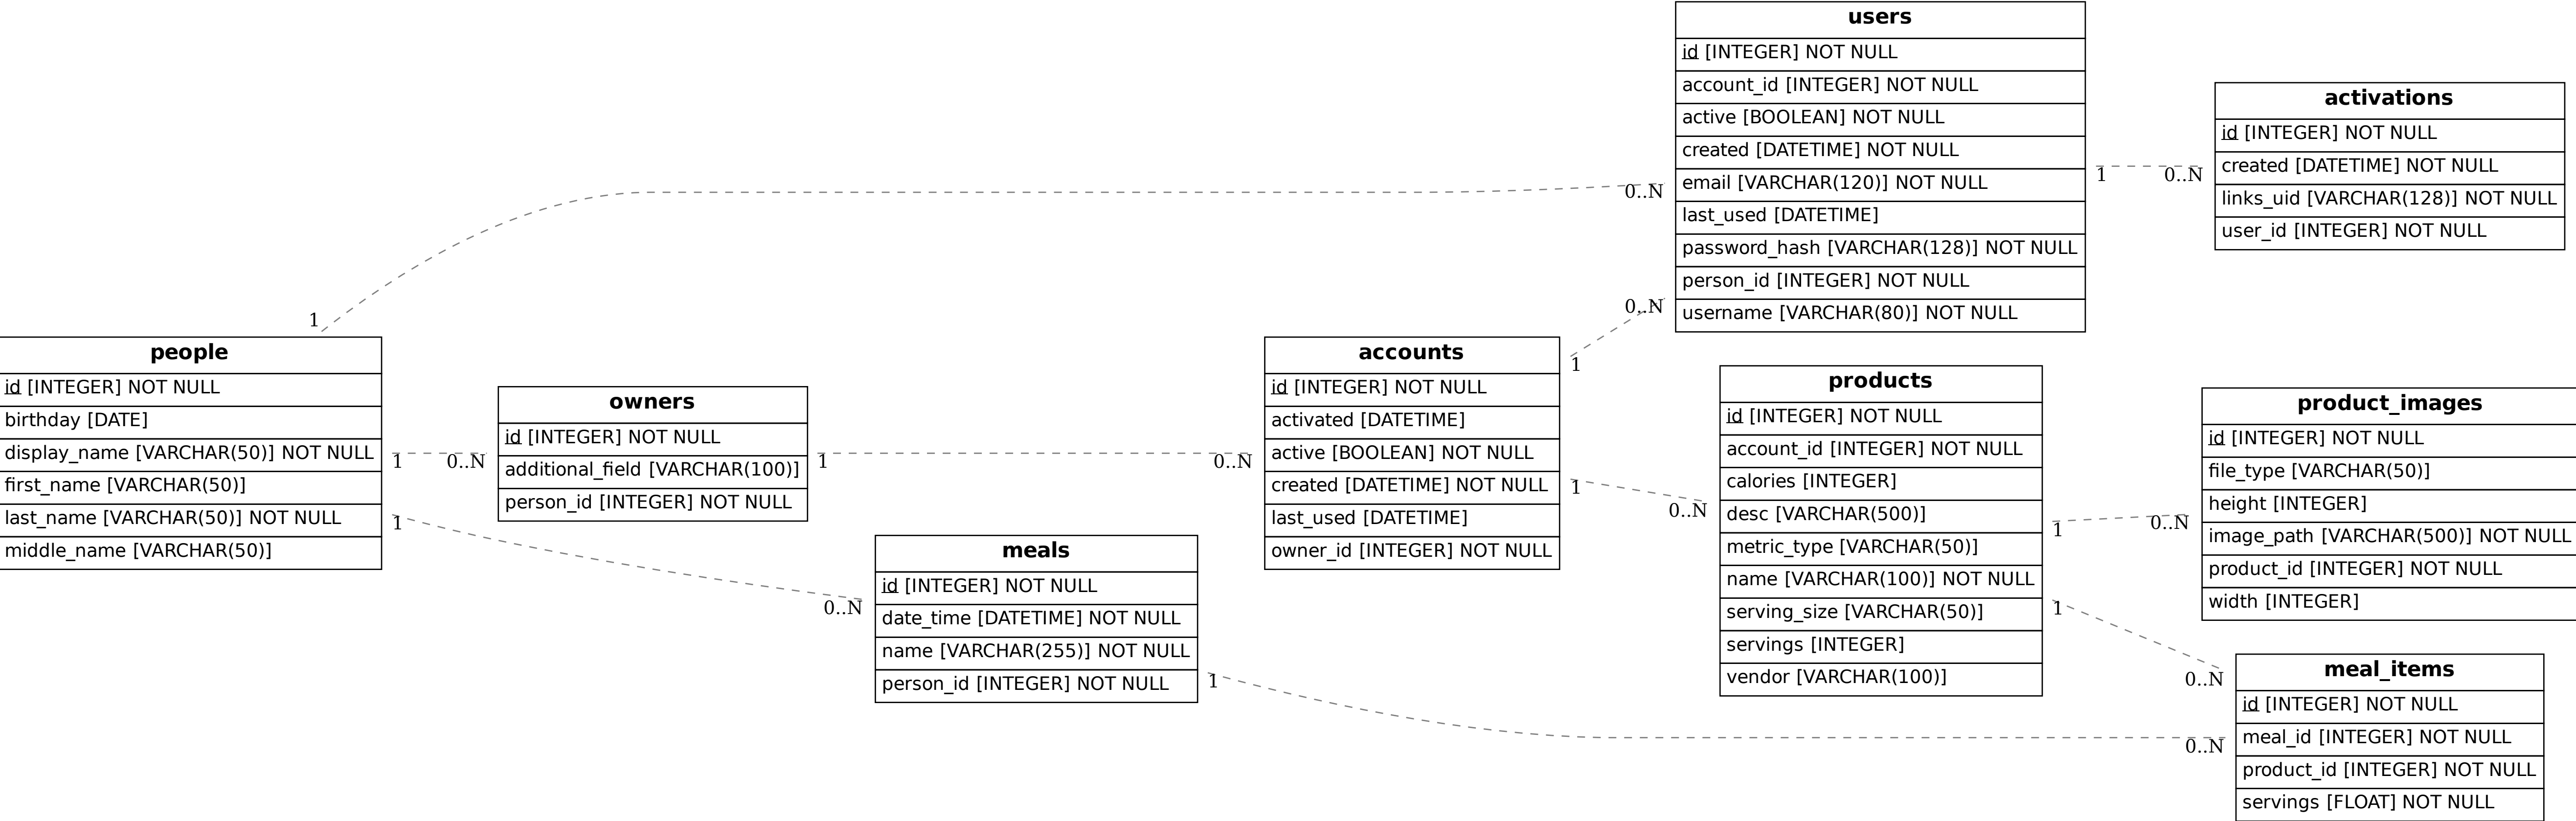 users
id [INTEGER] NOT NULL
account_id [INTEGER] NOT NULL
active [BOOLEAN] NOT NULL
created [DATETIME] NOT NULL
email [VARCHAR(120)] NOT NULL
last_used [DATETIME]
password_hash [VARCHAR(128)] NOT NULL
person_id [INTEGER] NOT NULL
username [VARCHAR(80)] NOT NULL
activations
id [INTEGER] NOT NULL
created [DATETIME] NOT NULL
links_uid [VARCHAR(128)] NOT NULL
user_id [INTEGER] NOT NULL
1
0..N
0..N
1
0..N
1
people
id [INTEGER] NOT NULL
birthday [DATE]
display_name [VARCHAR(50)] NOT NULL
first_name [VARCHAR(50)]
last_name [VARCHAR(50)] NOT NULL
middle_name [VARCHAR(50)]
1
0..N
1
owners
id [INTEGER] NOT NULL
additional_field [VARCHAR(100)]
person_id [INTEGER] NOT NULL
1
0..N
accounts
id [INTEGER] NOT NULL
activated [DATETIME]
active [BOOLEAN] NOT NULL
created [DATETIME] NOT NULL
last_used [DATETIME]
owner_id [INTEGER] NOT NULL
1
0..N
products
id [INTEGER] NOT NULL
account_id [INTEGER] NOT NULL
calories [INTEGER]
desc [VARCHAR(500)]
metric_type [VARCHAR(50)]
name [VARCHAR(100)] NOT NULL
serving_size [VARCHAR(50)]
servings [INTEGER]
vendor [VARCHAR(100)]
1
0..N
1
0..N
product_images
id [INTEGER] NOT NULL
file_type [VARCHAR(50)]
height [INTEGER]
image_path [VARCHAR(500)] NOT NULL
product_id [INTEGER] NOT NULL
width [INTEGER]
0..N
meals
id [INTEGER] NOT NULL
date_time [DATETIME] NOT NULL
name [VARCHAR(255)] NOT NULL
person_id [INTEGER] NOT NULL
1
0..N
meal_items
id [INTEGER] NOT NULL
meal_id [INTEGER] NOT NULL
product_id [INTEGER] NOT NULL
servings [FLOAT] NOT NULL